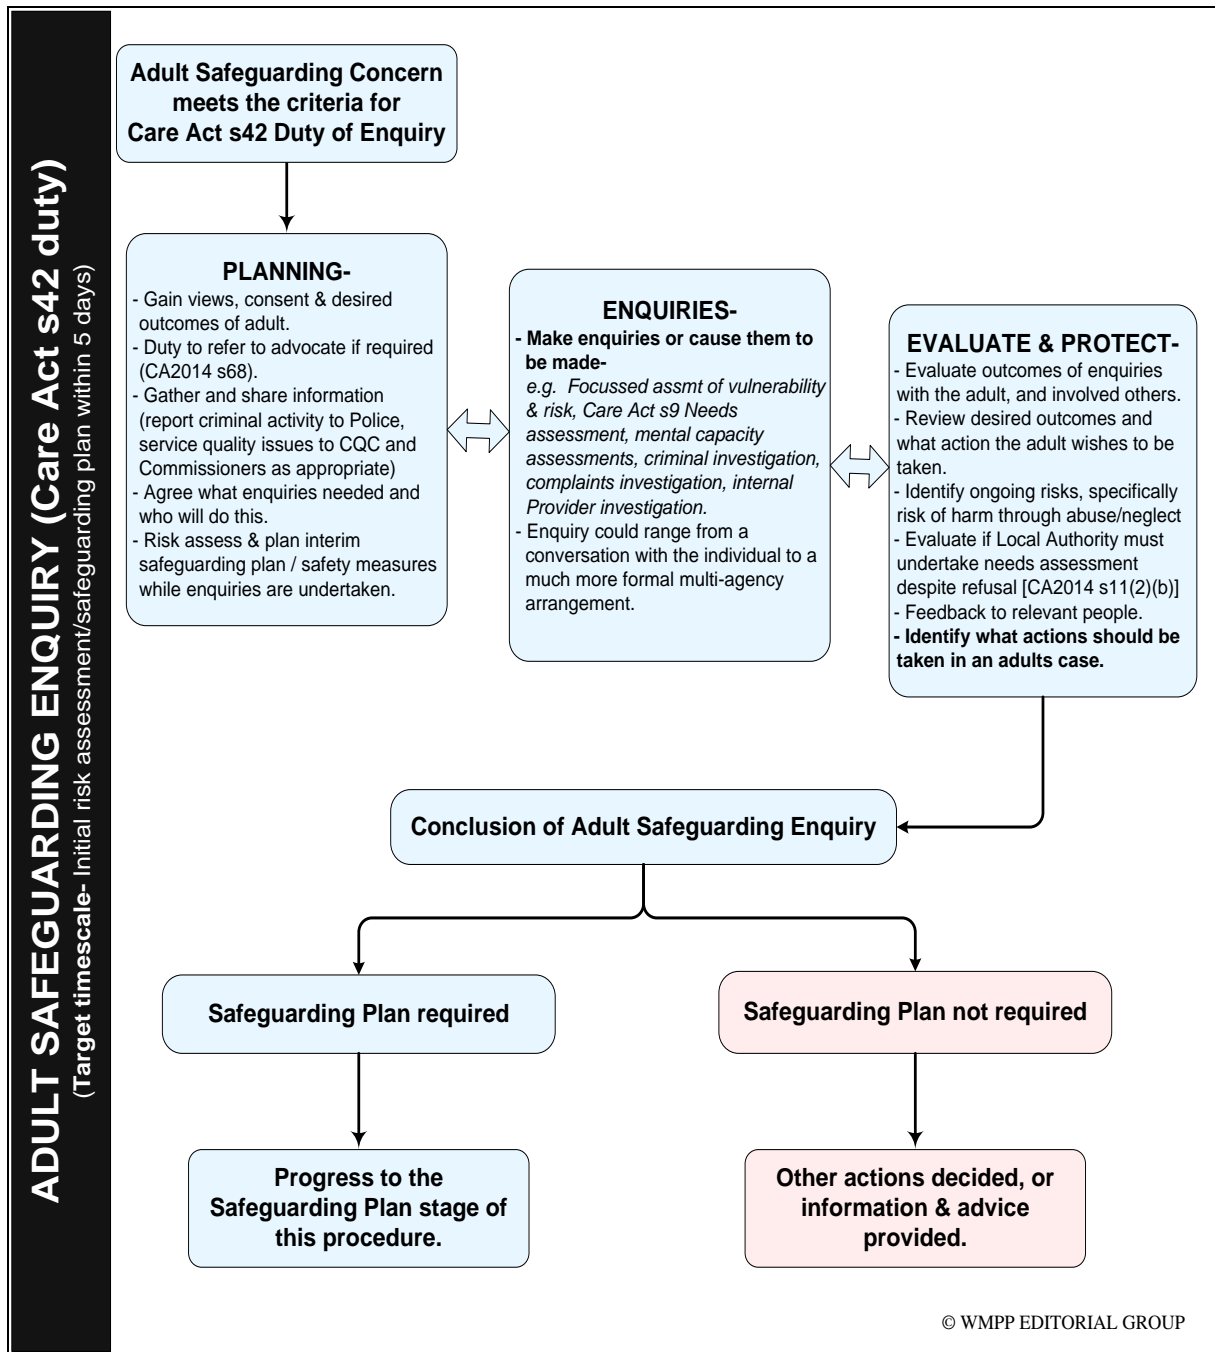 ADULT SAFEGUARDING ENQUIRY (Care Act s42 duty)
(Target timescale- Initial risk assessment/safeguarding plan within 5 days)
Adult Safeguarding Concern
meets the criteria for
Care Act s42 Duty of Enquiry
PLANNING-
- Gain views, consent & desired
outcomes of adult.
- Duty to refer to advocate if required
(CA2014 s68).
- Gather and share information
(report criminal activity to Police,
service quality issues to CQC and
Commissioners as appropriate)
- Agree what enquiries needed and
who will do this.
- Risk assess & plan interim
safeguarding plan / safety measures
while enquiries are undertaken.
ENQUIRIES-
- Make enquiries or cause them to
be made-
e.g. Focussed assmt of vulnerability
& risk, Care Act s9 Needs
assessment, mental capacity
assessments, criminal investigation,
complaints investigation, internal
Provider investigation.
- Enquiry could range from a
conversation with the individual to a
much more formal multi-agency
arrangement.
EVALUATE & PROTECT-
- Evaluate outcomes of enquiries
with the adult, and involved others.
- Review desired outcomes and
what action the adult wishes to be
taken.
- Identify ongoing risks, specifically
risk of harm through abuse/neglect
- Evaluate if Local Authority must
undertake needs assessment
despite refusal [CA2014 s11(2)(b)]
- Feedback to relevant people.
- Identify what actions should be
taken in an adults case.
Conclusion of Adult Safeguarding Enquiry
Safeguarding Plan required
Safeguarding Plan not required
Progress to the
Safeguarding Plan stage of
this procedure.
Other actions decided, or
information & advice
provided.
© WMPP EDITORIAL GROUP